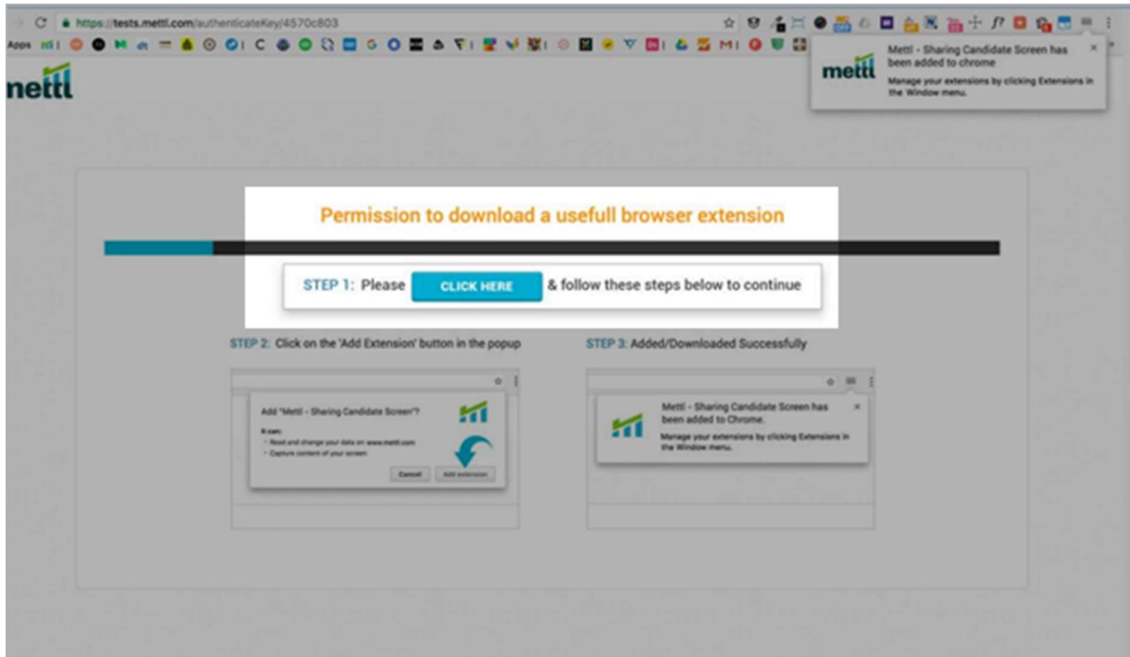 https://tests.mettl.com/authenticateKey/4570c803
Apps
mettl
mettl
Mettl - Sharing Candidate Screen has
been added to chrome
Manage your extensions by clicking Extensions in
the Window menu.
Permission to download a usefull browser extension
STEP 1: Please CLICK HERE & follow these steps below to continue
STEP 2: Click on the 'Add Extension' button in the popup
Add "Mettl - Sharing Candidate Screen"?
It can:
• Read and change your data on www.mettl.com
• Capture content of your screen
Cancel Add extension
STEP 3: Added/Downloaded Successfully
Mettl - Sharing Candidate Screen has
been added to Chrome.
Manage your extensions by clicking Extensions in
the Window menu.